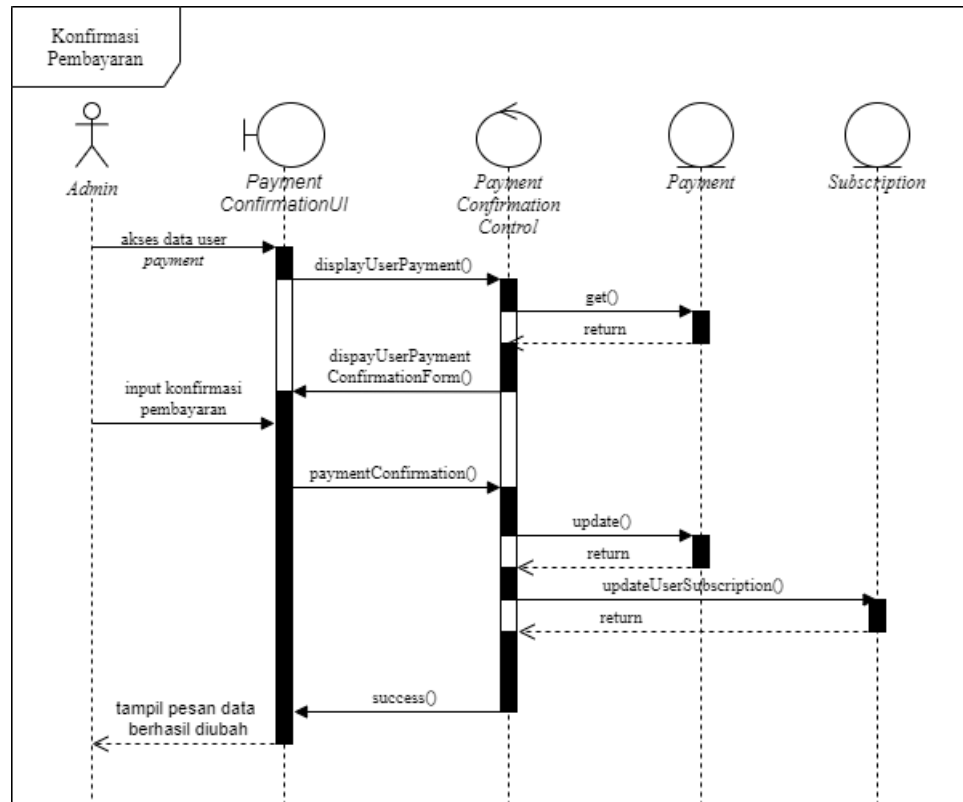 Konfirmasi
Pembayaran
Admin
Payment
ConfirmationUI
Payment
Confirmation
Control
Payment
Subscription
akses data user
payment
displayUserPayment()
get()
return
dispayUserPayment
ConfirmationForm()
input konfirmasi
pembayaran
paymentConfirmation()
update()
return
updateUserSubscription()
return
success()
tampil pesan data
berhasil diubah